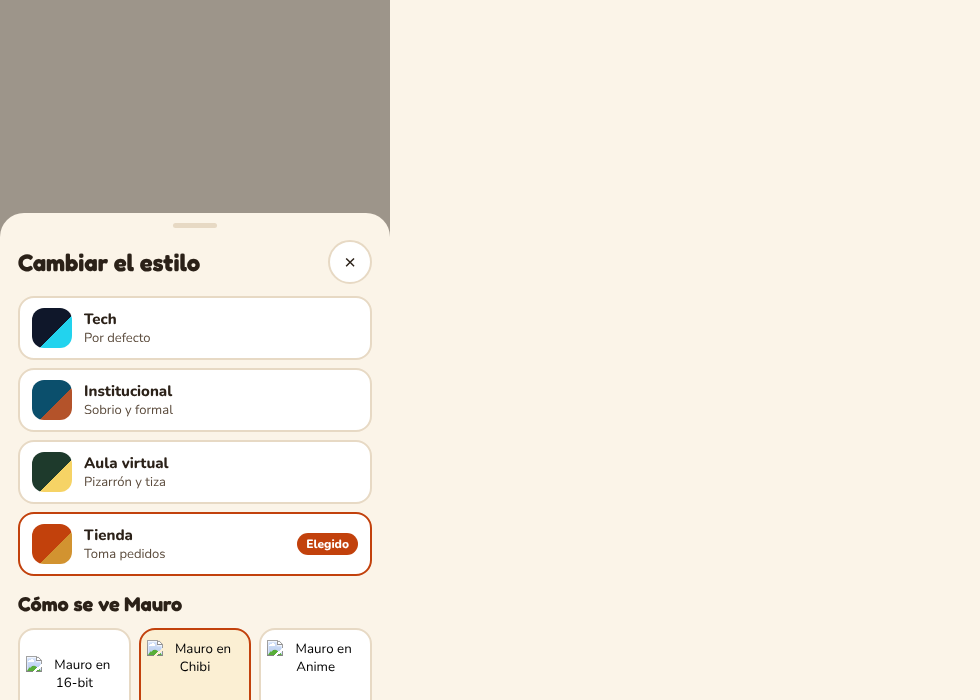 Cambiar el estilo
×
Tech
Por defecto
Institucional
Sobrio y formal
Aula virtual
Pizarrón y tiza
Tienda
Toma pedidos
Elegido
Cómo se ve Mauro
Mauro en
16-bit
Mauro en
Chibi
Mauro en
Anime